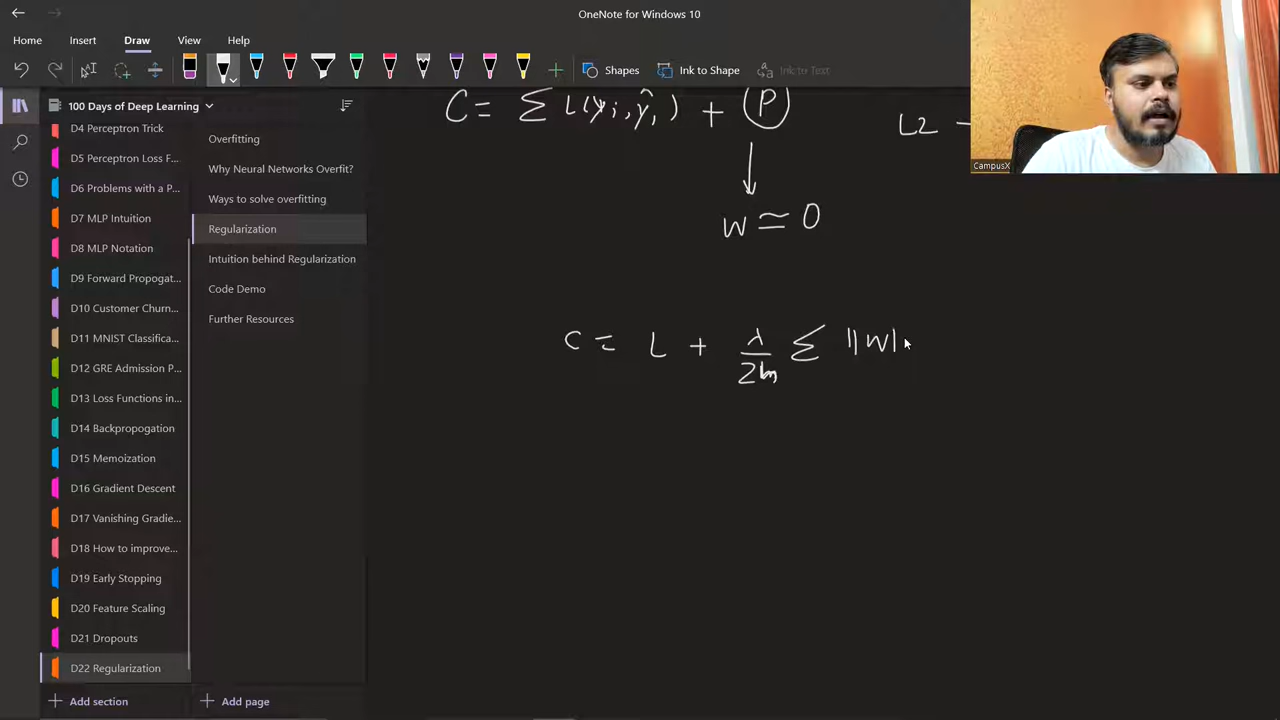 OneNote for Windows 10
Home Insert Draw View Help
Shapes Ink to Shape Ink to Text
100 Days of Deep Learning
D4 Perceptron Trick
D5 Perceptron Loss F...
D6 Problems with a P...
D7 MLP Intuition
D8 MLP Notation
D9 Forward Propogat...
D10 Customer Churn...
D11 MNIST Classifica...
D12 GRE Admission P...
D13 Loss Functions in...
D14 Backpropogation
D15 Memoization
D16 Gradient Descent
D17 Vanishing Gradie...
D18 How to improve...
D19 Early Stopping
D20 Feature Scaling
D21 Dropouts
D22 Regularization
Add section
Overfitting
Why Neural Networks Overfit?
Ways to solve overfitting
Regularization
Intuition behind Regularization
Code Demo
Further Resources
Add page
C = Σ L(yi, ŷi) + P
L2 -
↓
w ≃ 0
C = L + λ/2n Σ ||W|
CampusX